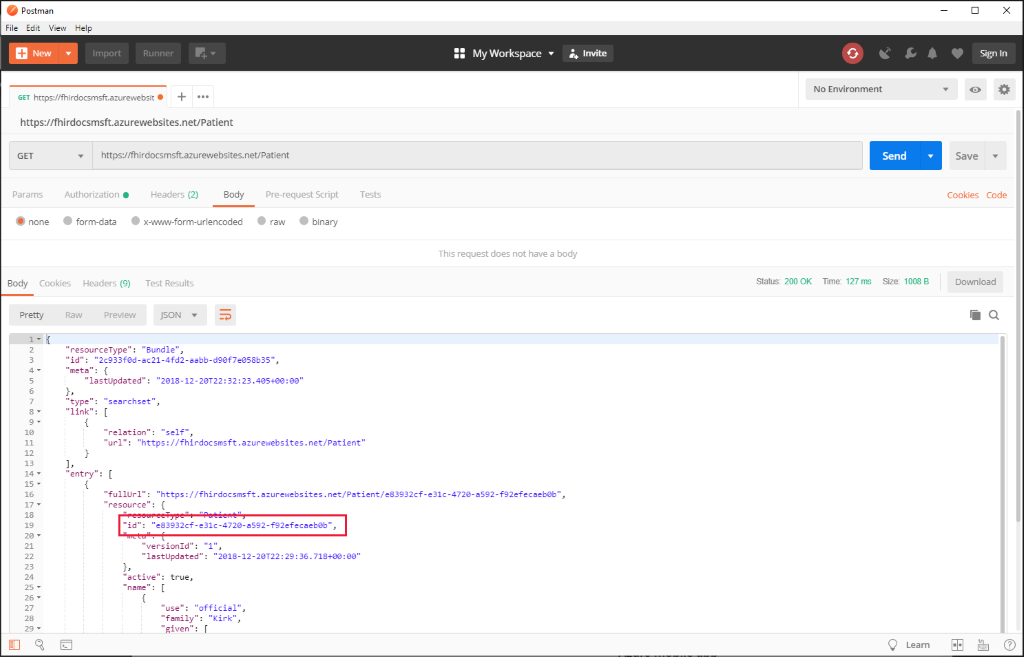 Postman
File Edit View Help
New Import Runner My Workspace Invite Sign In
GET https://fhirdocsmsft.azurewebsit + ••• No Environment
https://fhirdocsmsft.azurewebsites.net/Patient
GET https://fhirdocsmsft.azurewebsites.net/Patient Send Save
Params Authorization Headers (2) Body Pre-request Script Tests Cookies Code
none form-data x-www-form-urlencoded raw binary
This request does not have a body
Body Cookies Headers (9) Test Results Status: 200 OK Time: 127 ms Size: 1008 B Download
Pretty Raw Preview JSON
1 {
2 "resourceType": "Bundle",
3 "id": "2c933f0d-ac21-4fd2-aabb-d90f7e058b35",
4 "meta": {
5 "lastUpdated": "2018-12-20T22:32:23.405+00:00"
6 },
7 "type": "searchset",
8 "link": [
9 {
10 "relation": "self",
11 "url": "https://fhirdocsmsft.azurewebsites.net/Patient"
12 }
13 ],
14 "entry": [
15 {
16 "fullUrl": "https://fhirdocsmsft.azurewebsites.net/Patient/e83932cf-e31c-4720-a592-f92efecaeb0b",
17 "resource": {
18 "resourceType": "Patient",
19 "id": "e83932cf-e31c-4720-a592-f92efecaeb0b",
20 "meta": {
21 "versionId": "1",
22 "lastUpdated": "2018-12-20T22:29:36.718+00:00"
23 },
24 "active": true,
25 "name": [
26 {
27 "use": "official",
28 "family": "Kirk",
29 "given": [
Learn